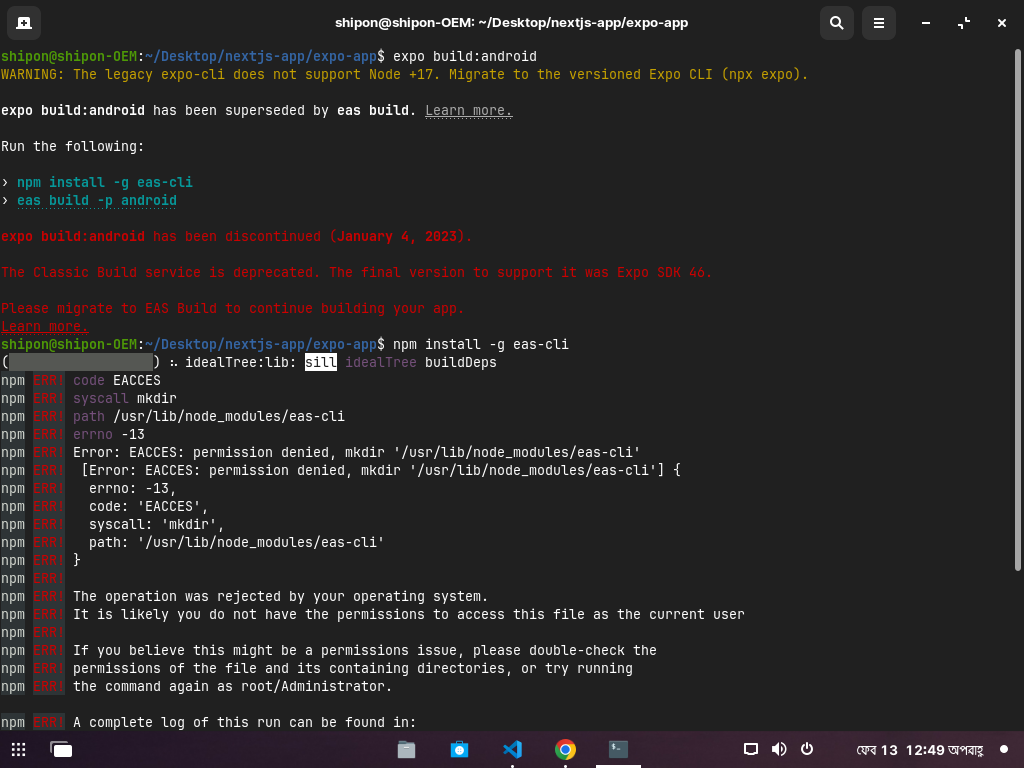 shipon@shipon-OEM: ~/Desktop/nextjs-app/expo-app
shipon@shipon-OEM:~/Desktop/nextjs-app/expo-app$ expo build:android
WARNING: The legacy expo-cli does not support Node +17. Migrate to the versioned Expo CLI (npx expo).
expo build:android has been superseded by eas build. Learn more.
Run the following:
› npm install -g eas-cli
› eas build -p android
expo build:android has been discontinued (January 4, 2023).
The Classic Build service is deprecated. The final version to support it was Expo SDK 46.
Please migrate to EAS Build to continue building your app.
Learn more.
shipon@shipon-OEM:~/Desktop/nextjs-app/expo-app$ npm install -g eas-cli
( ) ⠢ idealTree:lib: sill idealTree buildDeps
npm ERR! code EACCES
npm ERR! syscall mkdir
npm ERR! path /usr/lib/node_modules/eas-cli
npm ERR! errno -13
npm ERR! Error: EACCES: permission denied, mkdir '/usr/lib/node_modules/eas-cli'
npm ERR!  [Error: EACCES: permission denied, mkdir '/usr/lib/node_modules/eas-cli'] {
npm ERR!   errno: -13,
npm ERR!   code: 'EACCES',
npm ERR!   syscall: 'mkdir',
npm ERR!   path: '/usr/lib/node_modules/eas-cli'
npm ERR! }
npm ERR!
npm ERR! The operation was rejected by your operating system.
npm ERR! It is likely you do not have the permissions to access this file as the current user
npm ERR!
npm ERR! If you believe this might be a permissions issue, please double-check the
npm ERR! permissions of the file and its containing directories, or try running
npm ERR! the command again as root/Administrator.
npm ERR! A complete log of this run can be found in:
ফেব 13 12:49 অপরাহ্ণ